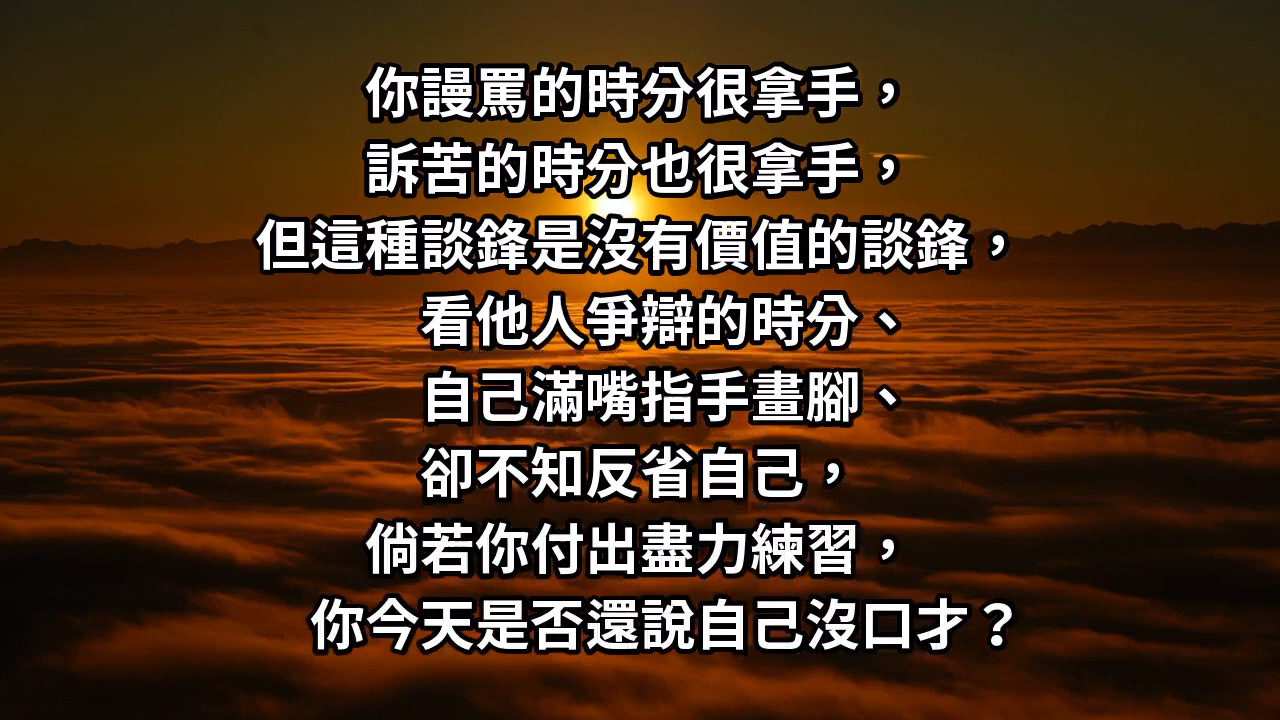 你謾罵的時分很拿手，
訴苦的時分也很拿手，
但這種談鋒是沒有價值的談鋒，
看他人爭辯的時分、
自己滿嘴指手畫腳、
卻不知反省自己，
倘若你付出盡力練習，
你今天是否還說自己沒口才？